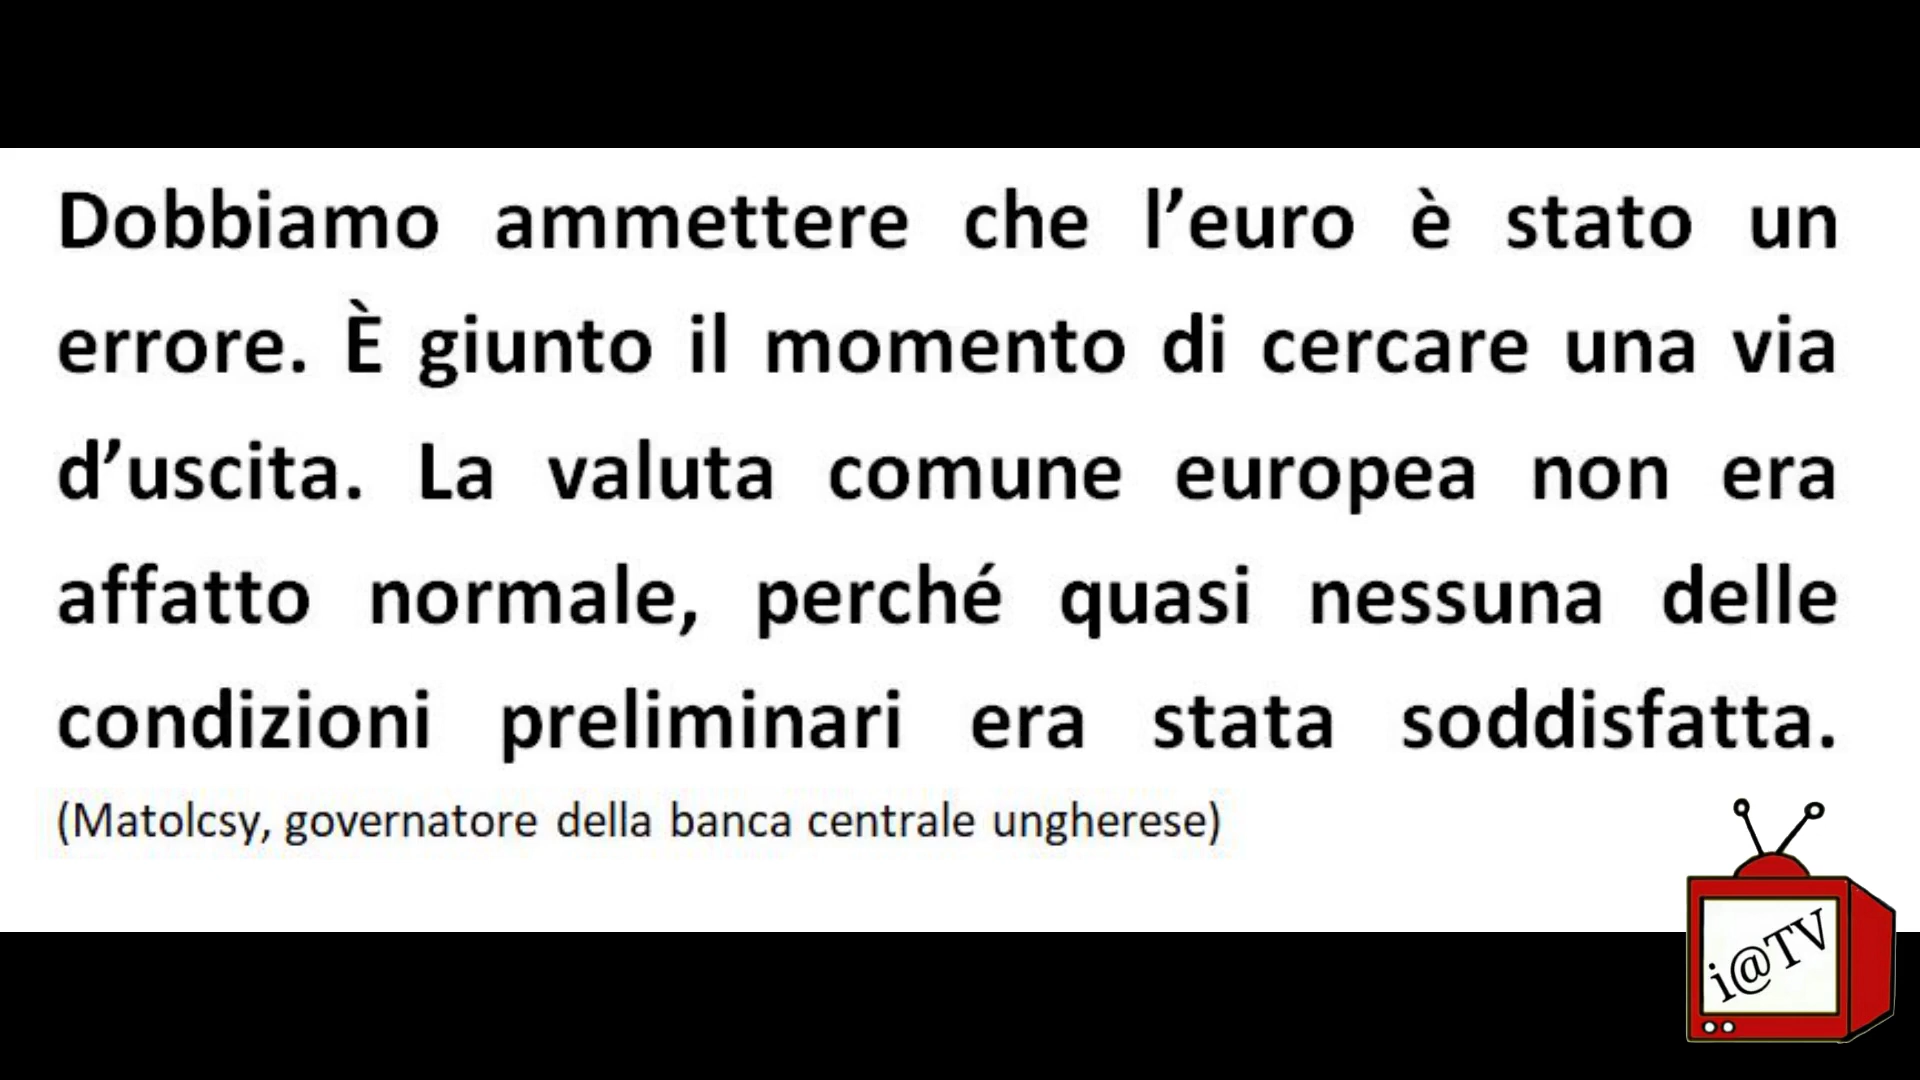 Dobbiamo ammettere che l’euro è stato un
errore. È giunto il momento di cercare una via
d’uscita. La valuta comune europea non era
affatto normale, perché quasi nessuna delle
condizioni preliminari era stata soddisfatta.
(Matolcsy, governatore della banca centrale ungherese)
i@TV